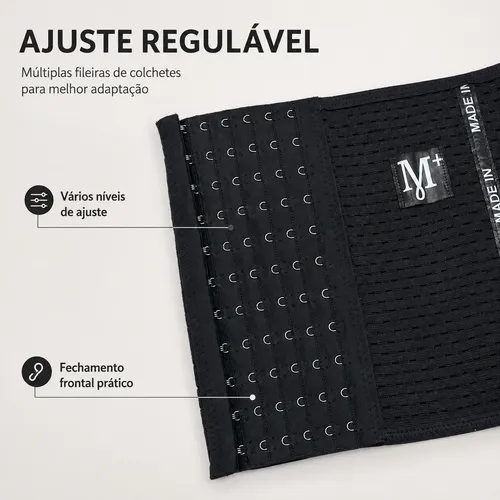 AJUSTE REGULÁVEL
Múltiplas fileiras de colchetes
para melhor adaptação
Vários níveis
de ajuste
Fechamento
frontal prático
M+
MADE IN
MADE IN